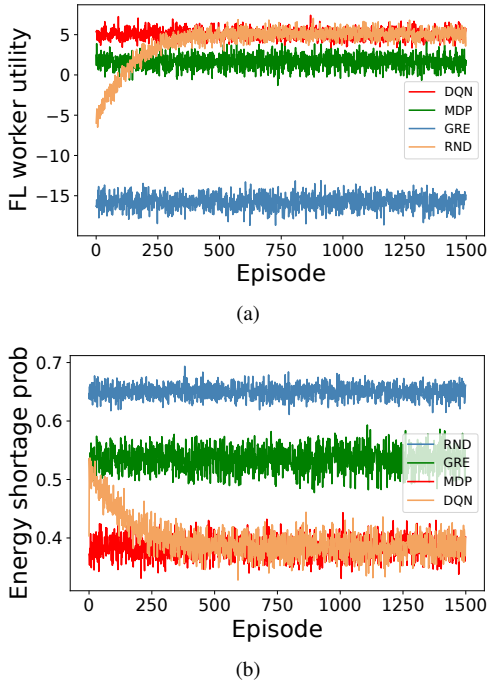 FL worker utility
5
0
−5
−10
−15
DQN
MDP
GRE
RND
0 250 500 750 1000 1250 1500
Episode
(a)
Energy shortage prob
0.7
0.6
0.5
0.4
RND
GRE
MDP
DQN
0 250 500 750 1000 1250 1500
Episode
(b)